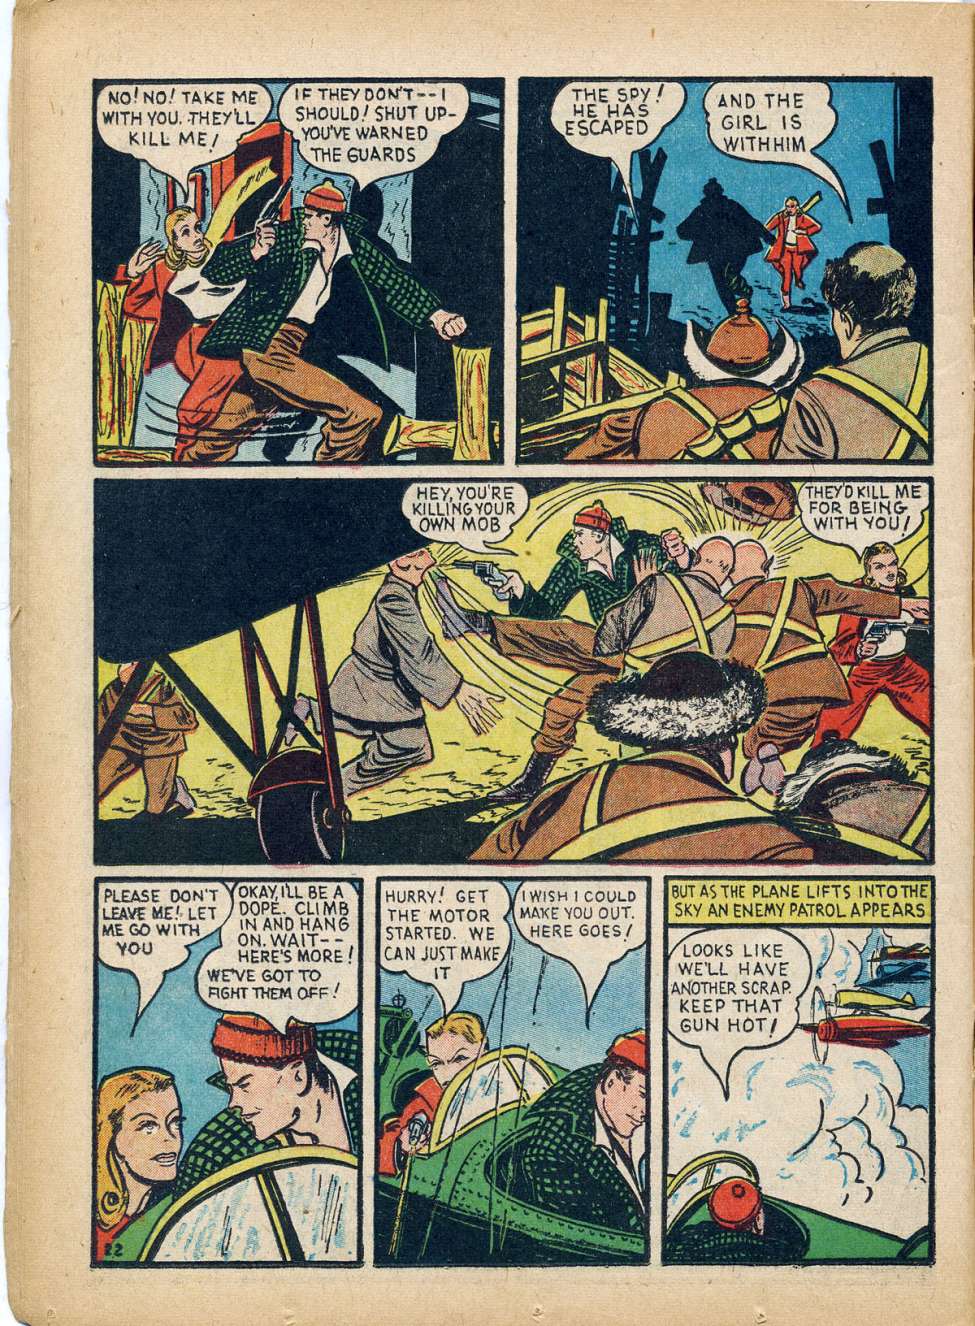 NO! NO! TAKE ME
WITH YOU. THEY'LL
KILL ME!
IF THEY DON'T--I
SHOULD! SHUT UP-
YOU'VE WARNED
THE GUARDS
THE SPY!
HE HAS
ESCAPED
AND THE
GIRL IS
WITH HIM
HEY, YOU'RE
KILLING YOUR
OWN MOB
THEY'D KILL ME
FOR BEING
WITH YOU!
PLEASE DON'T
LEAVE ME! LET
ME GO WITH
YOU
OKAY, I'LL BE A
DOPE. CLIMB
IN AND HANG
ON. WAIT--
HERE'S MORE!
WE'VE GOT TO
FIGHT THEM OFF!
HURRY! GET
THE MOTOR
STARTED. WE
CAN JUST MAKE
IT
I WISH I COULD
MAKE YOU OUT.
HERE GOES!
BUT AS THE PLANE LIFTS INTO THE
SKY AN ENEMY PATROL APPEARS
LOOKS LIKE
WE'LL HAVE
ANOTHER SCRAP.
KEEP THAT
GUN HOT!
22